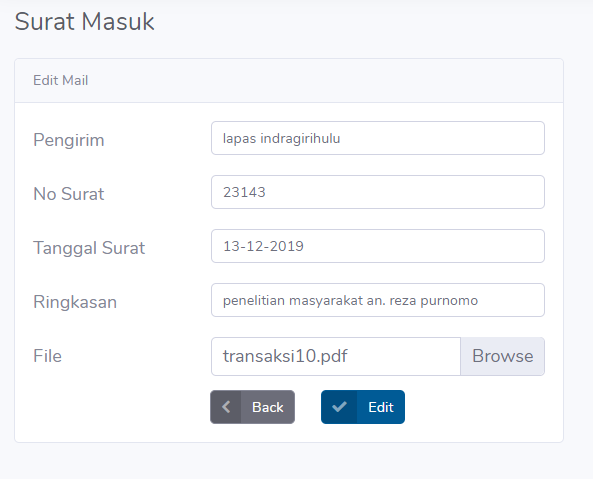 Surat Masuk
Edit Mail
Pengirim lapas indragirihulu
No Surat 23143
Tanggal Surat 13-12-2019
Ringkasan penelitian masyarakat an. reza purnomo
File transaksi10.pdf Browse
Back Edit